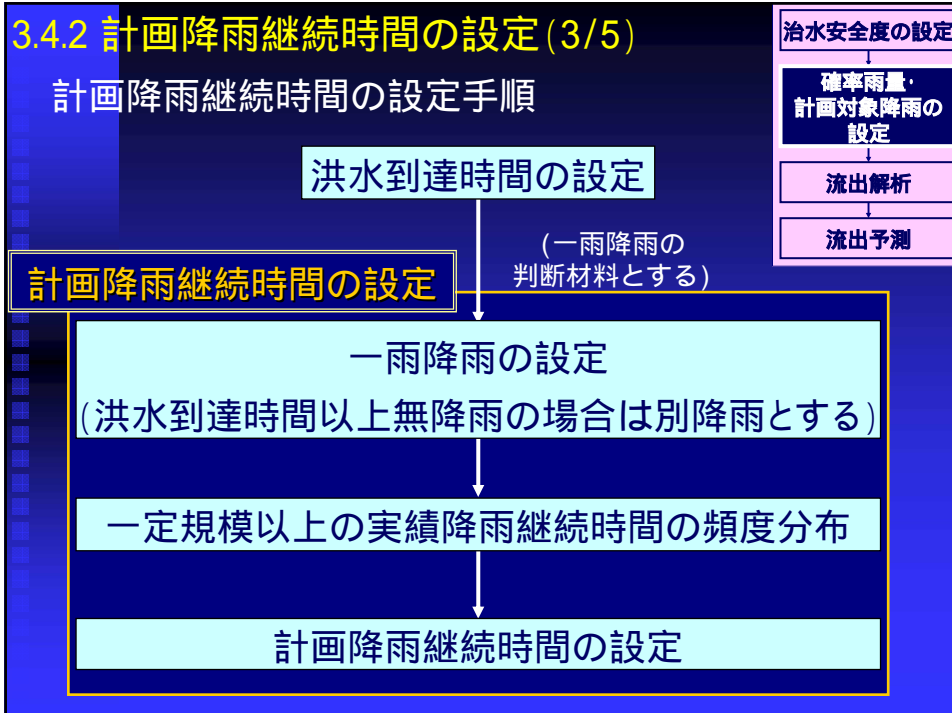 3.4.2 計画降雨継続時間の設定(3/5)
計画降雨継続時間の設定手順
治水安全度の設定
確率雨量・
計画対象降雨の
設定
流出解析
流出予測
洪水到達時間の設定
(一雨降雨の
判断材料とする)
計画降雨継続時間の設定
一雨降雨の設定
(洪水到達時間以上無降雨の場合は別降雨とする)
一定規模以上の実績降雨継続時間の頻度分布
計画降雨継続時間の設定